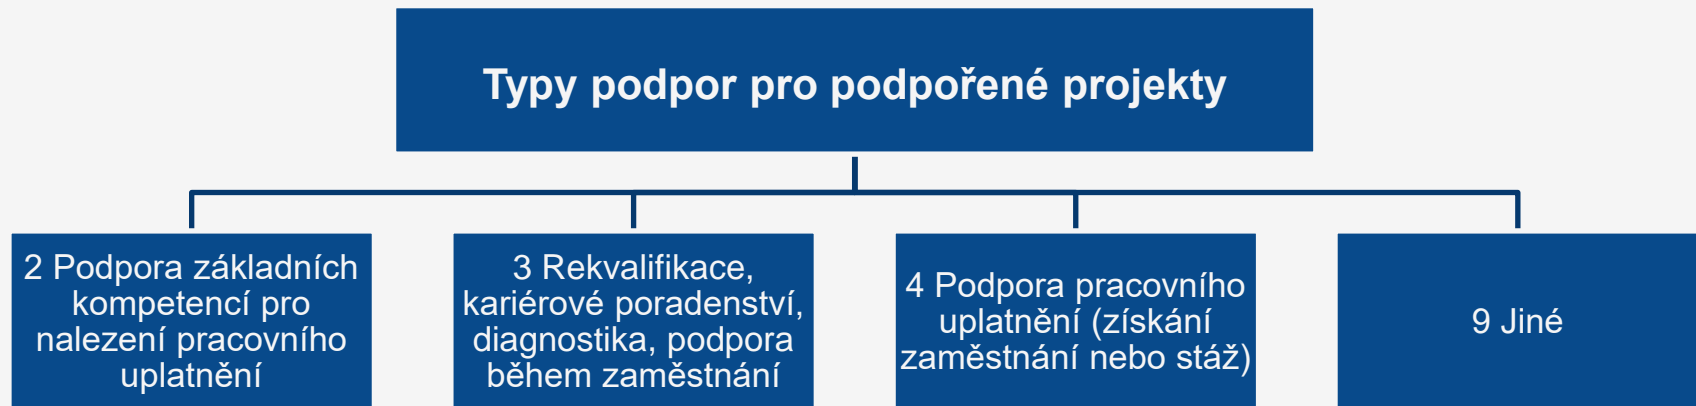 Typy podpor pro podpořené projekty
2 Podpora základních
kompetencí pro
nalezení pracovního
uplatnění
3 Rekvalifikace,
kariérové poradenství,
diagnostika, podpora
během zaměstnání
4 Podpora pracovního
uplatnění (získání
zaměstnání nebo stáž)
9 Jiné